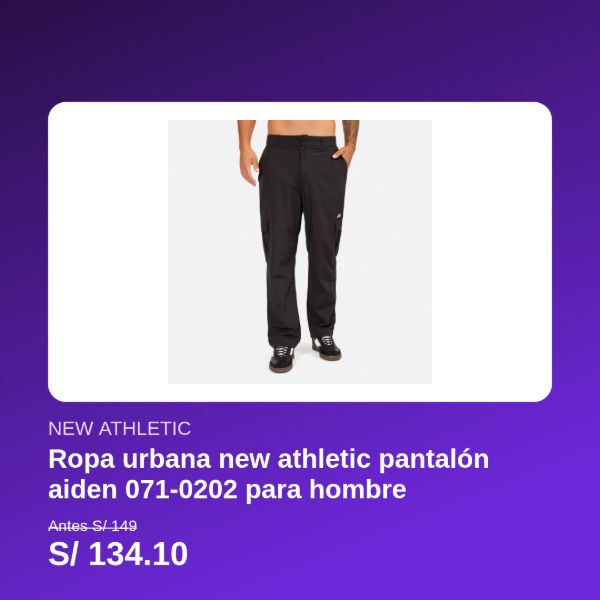 NEW ATHLETIC
Ropa urbana new athletic pantalón
aiden 071-0202 para hombre
Antes S/ 149
S/ 134.10